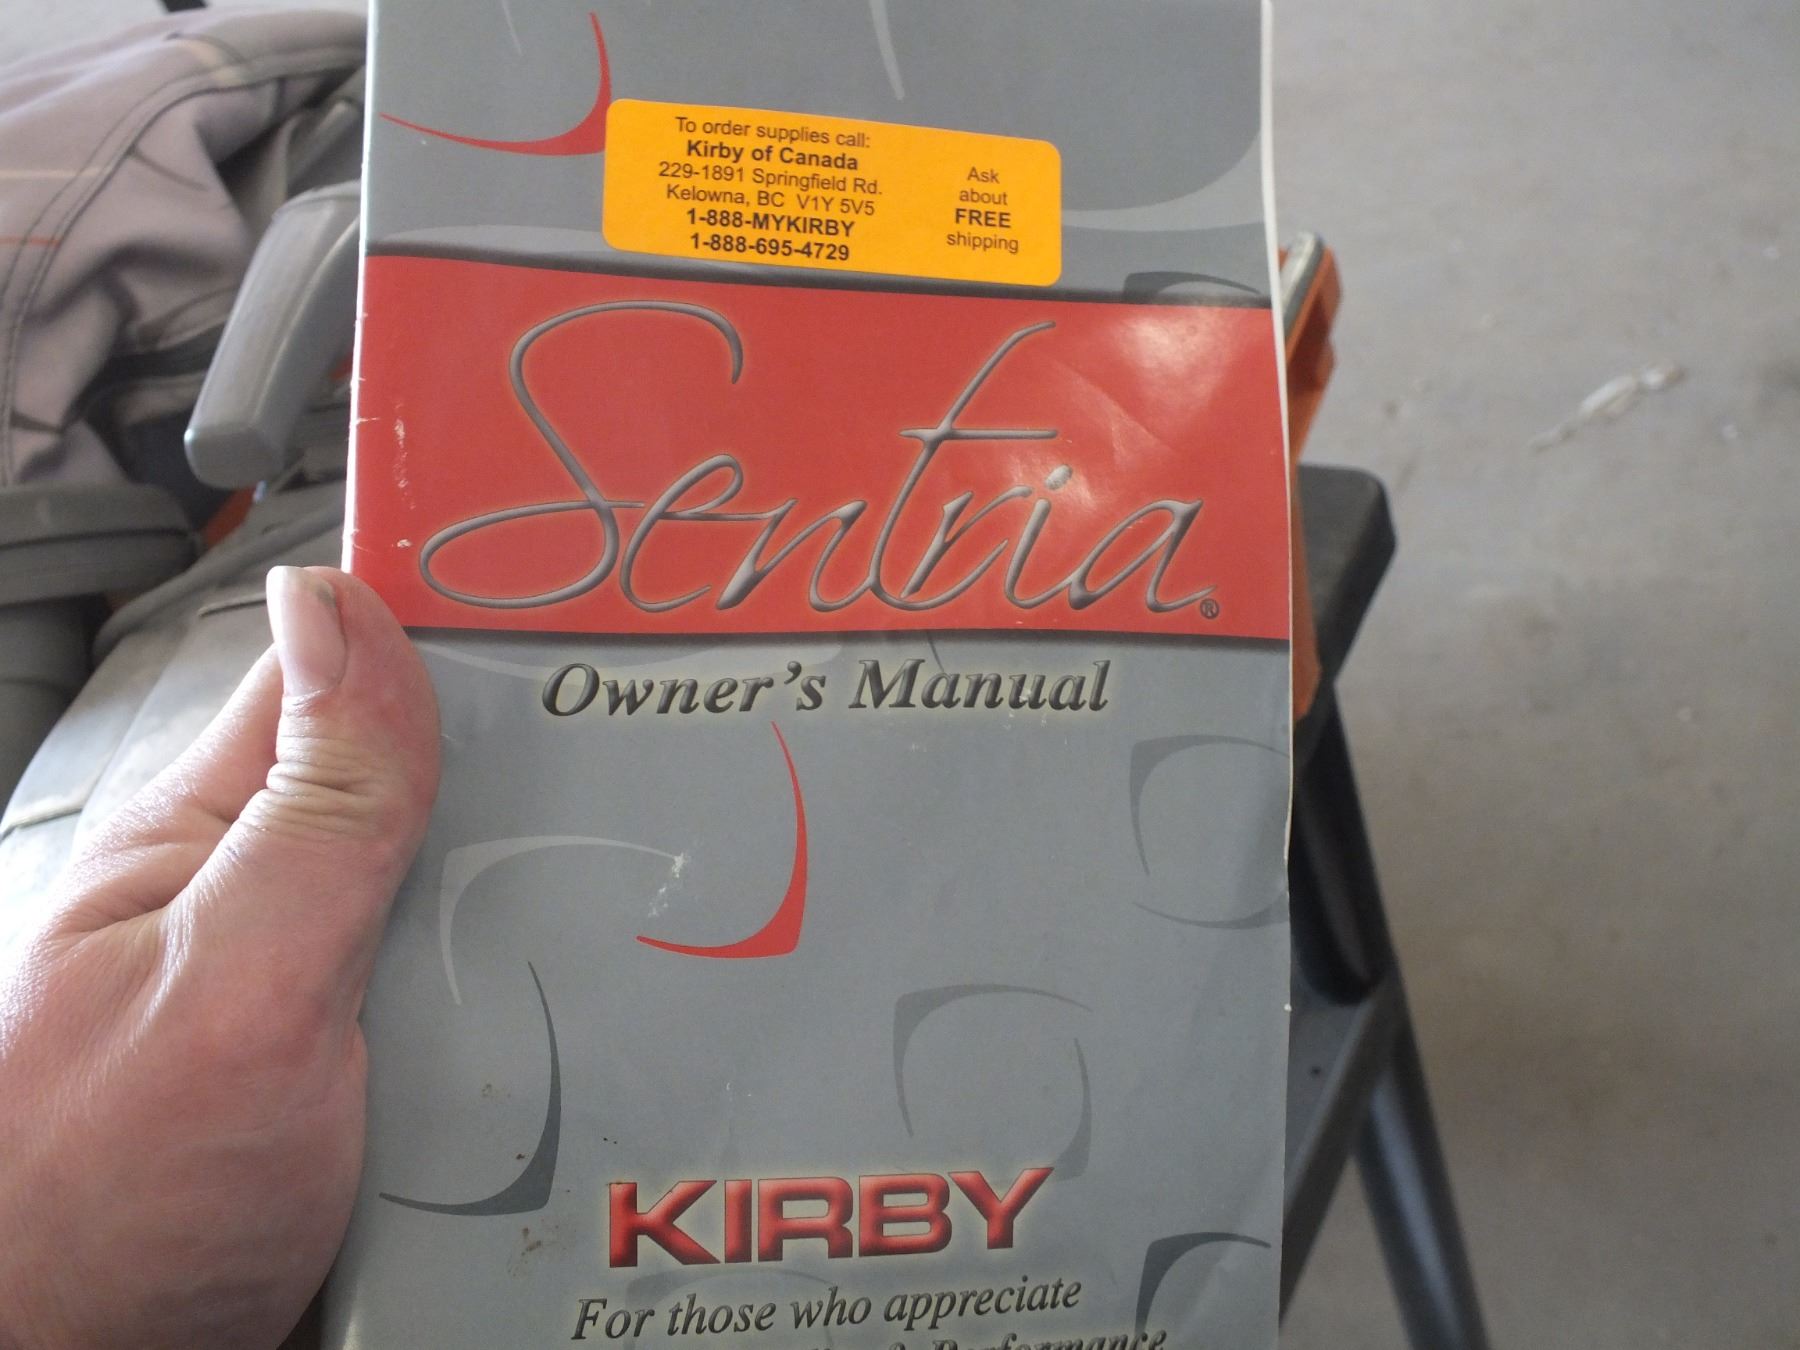 To order supplies call:
Kirby of Canada
229-1891 Springfield Rd.
Kelowna, BC V1Y 5V5
1-888-MYKIRBY
1-888-695-4729
Ask
about
FREE
shipping
Sentria®
Owner's Manual
KIRBY
For those who appreciate
& Performance